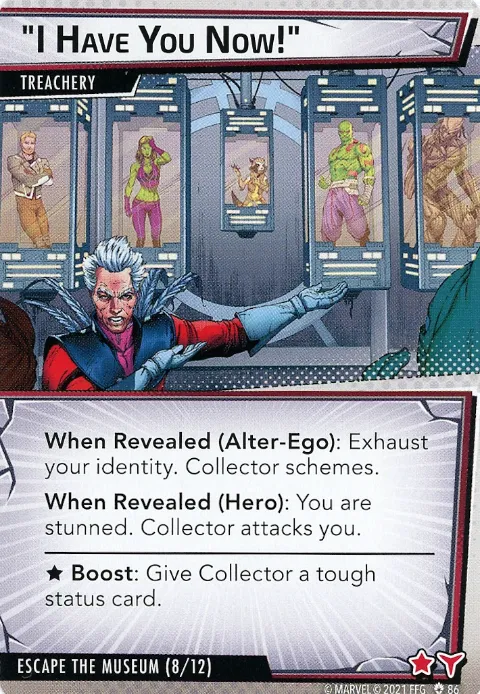 "I Have You Now!"
TREACHERY
When Revealed (Alter-Ego): Exhaust
your identity. Collector schemes.
When Revealed (Hero): You are
stunned. Collector attacks you.
★ Boost: Give Collector a tough
status card.
ESCAPE THE MUSEUM (8/12)
© MARVEL © 2021 FFG 86